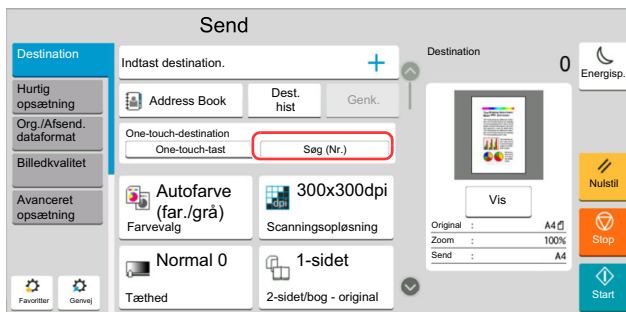 Send
Destination
Hurtig
opsætning
Org./Afsend.
dataformat
Billedkvalitet
Avanceret
opsætning
Favoritter
Genvej
Indtast destination.
Address Book
Dest.
hist
Genk.
One-touch-destination
One-touch-tast
Søg (Nr.)
Autofarve
(far./grå)
Farvevalg
300x300dpi
Scanningsopløsning
Normal 0
Tæthed
1-sidet
2-sidet/bog - original
Destination 0
Vis
Original : A4
Zoom : 100%
Send : A4
Energisp.
Nulstil
Stop
Start